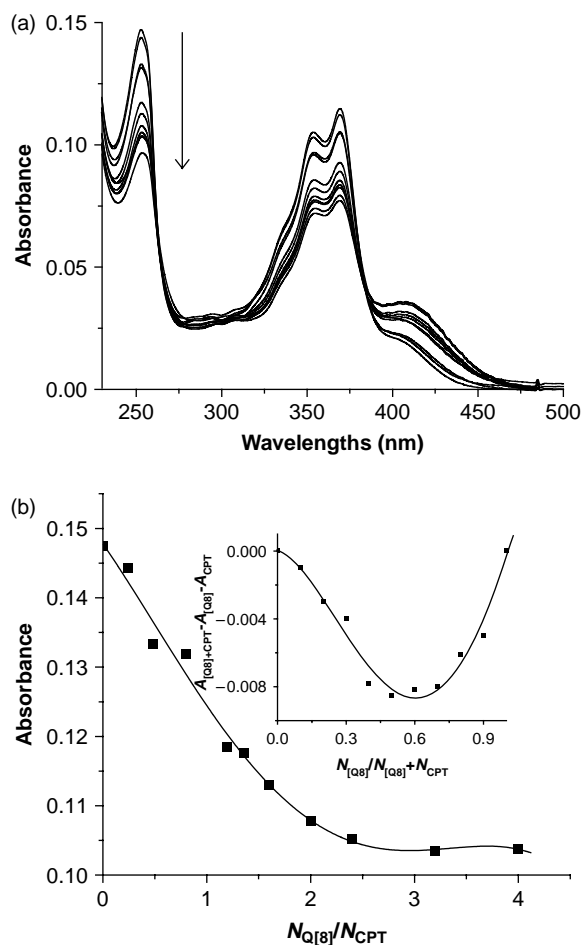 (a)
0.15
0.10
0.05
0.00
Absorbance
250 300 350 400 450 500
Wavelengths (nm)
(b)
0.15
0.14
0.13
0.12
0.11
0.10
Absorbance
0 1 2 3 4
N_Q[8]/N_CPT
0.000
−0.004
−0.008
A_[Q8]+CPT-A_[Q8]-A_CPT
0.0 0.3 0.6 0.9
N_[Q8]/N_[Q8]+N_CPT